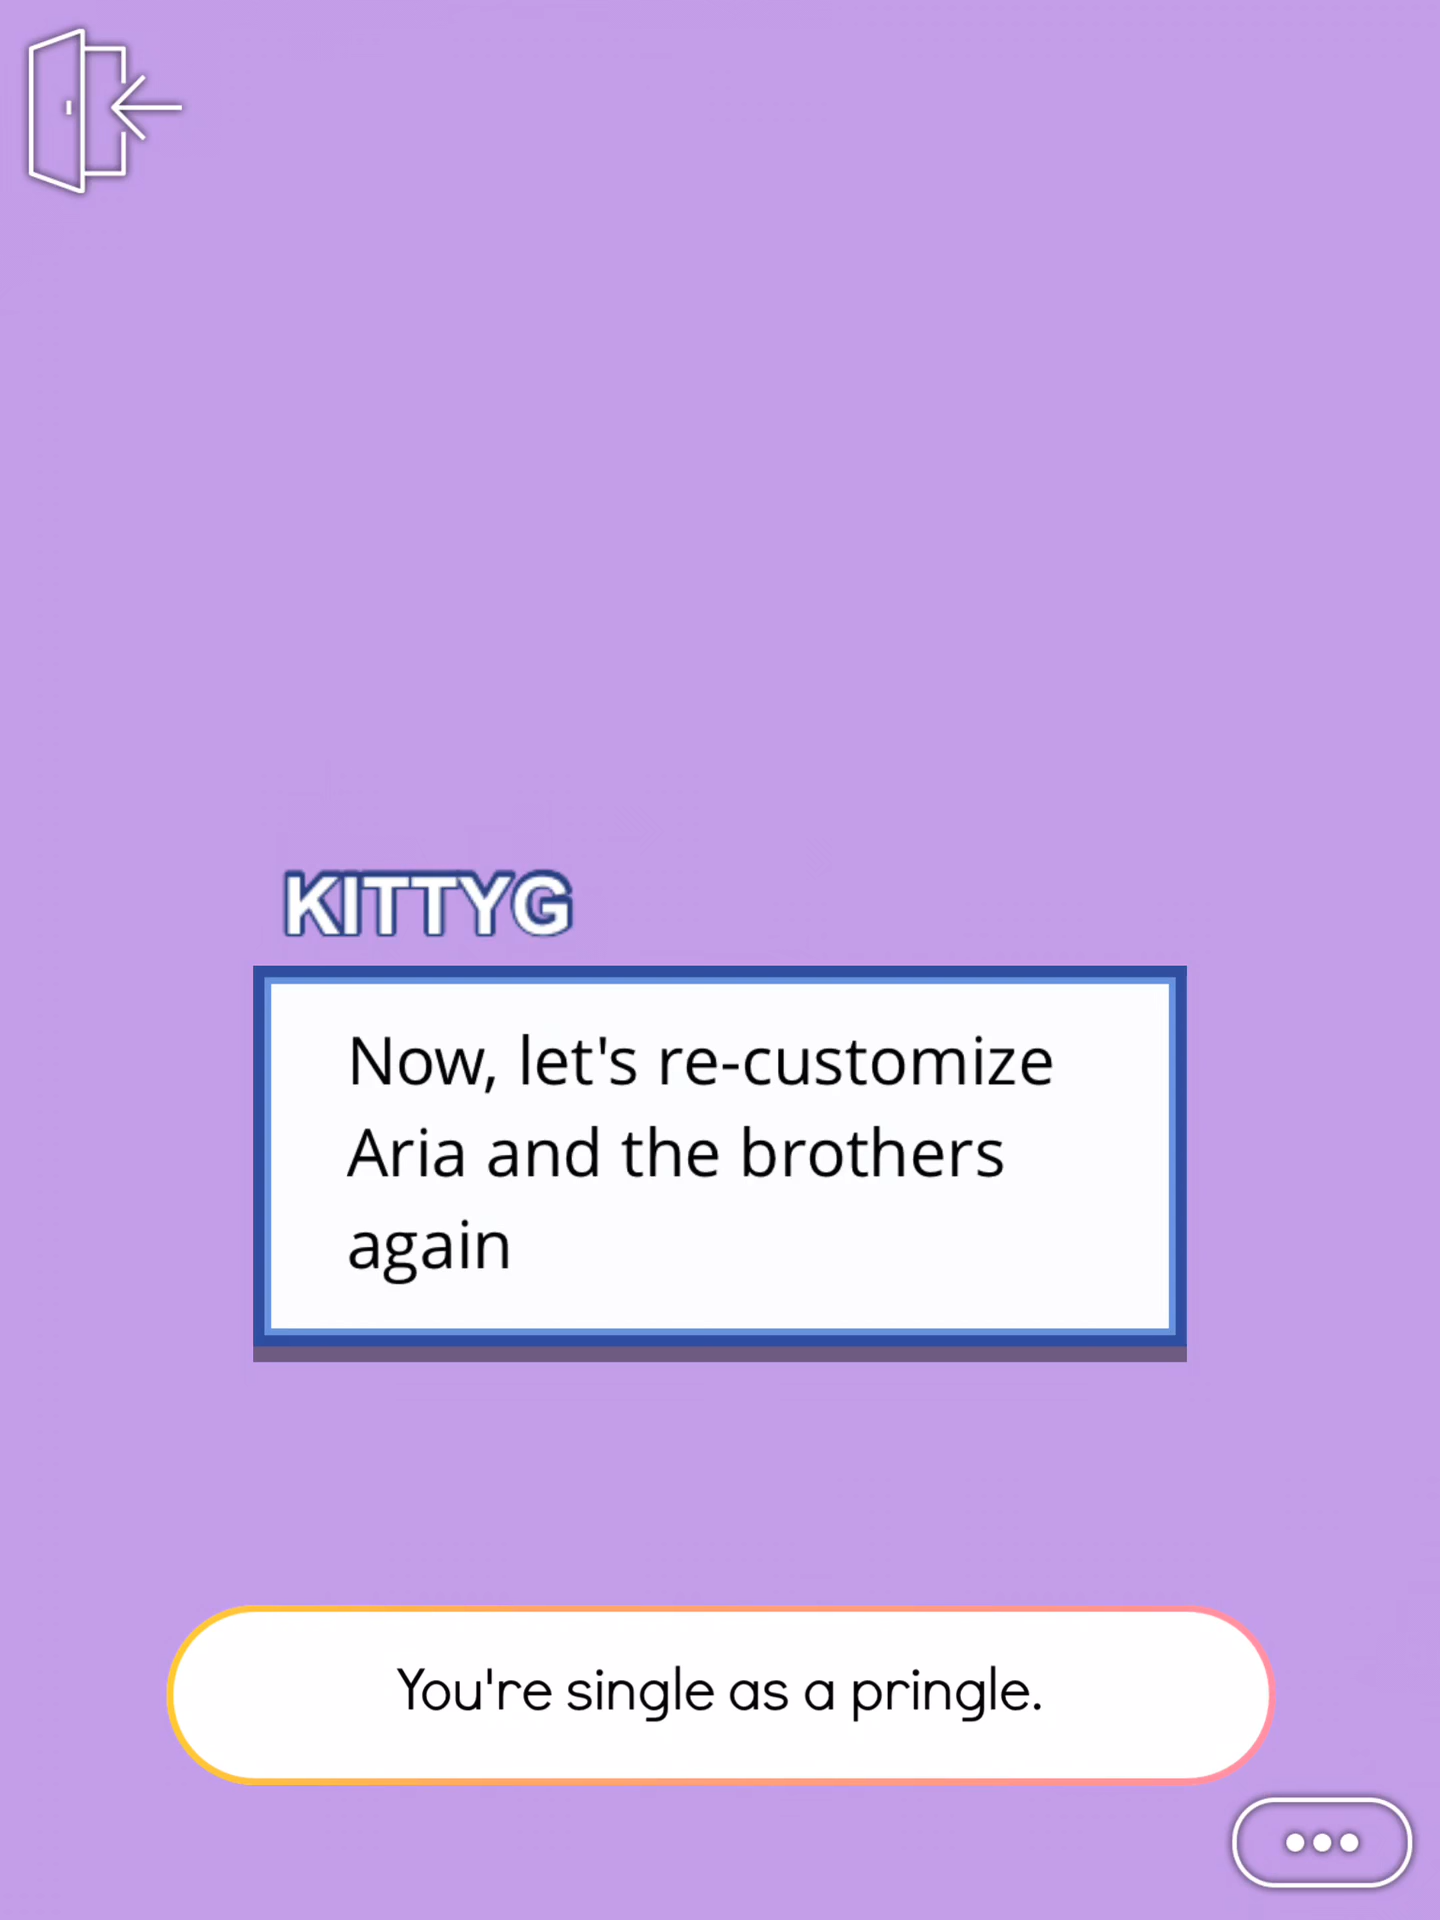 KITTYG
Now, let's re-customize
Aria and the brothers
again
You're single as a pringle.